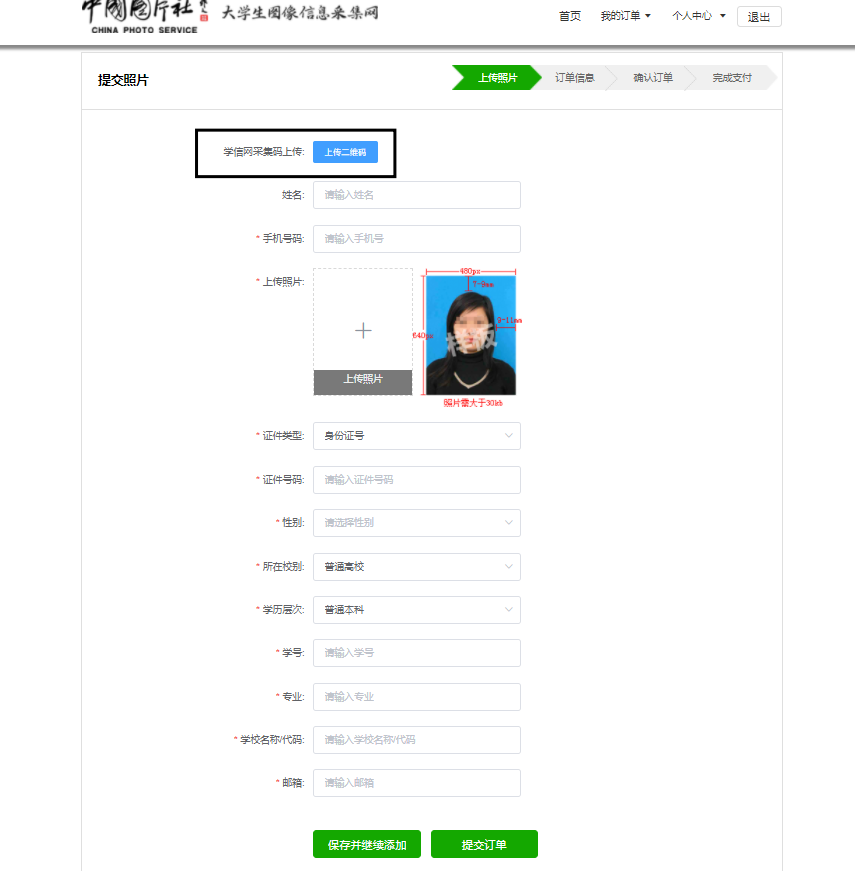 中国图片社
CHINA PHOTO SERVICE
大学生图像信息采集网
首页 我的订单 个人中心 退出
提交照片
上传照片 订单信息 确认订单 完成支付
学信网采集码上传: 上传二维码
姓名: 请输入姓名
* 手机号码: 请输入手机号
* 上传照片:
+
上传照片
480px
7-9mm
9-11mm
640px
样版
照片需大于30kb
* 证件类型: 身份证号
* 证件号码: 请输入证件号码
* 性别: 请选择性别
* 所在校别: 普通高校
* 学历层次: 普通本科
* 学号: 请输入学号
* 专业: 请输入专业
* 学校名称/代码: 请输入学校名称/代码
* 邮箱: 请输入邮箱
保存并继续添加 提交订单